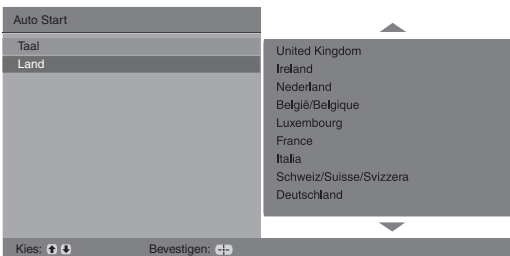 Auto Start
Taal
Land
United Kingdom
Ireland
Nederland
België/Belgique
Luxembourg
France
Italia
Schweiz/Suisse/Svizzera
Deutschland
Kies: Bevestigen: